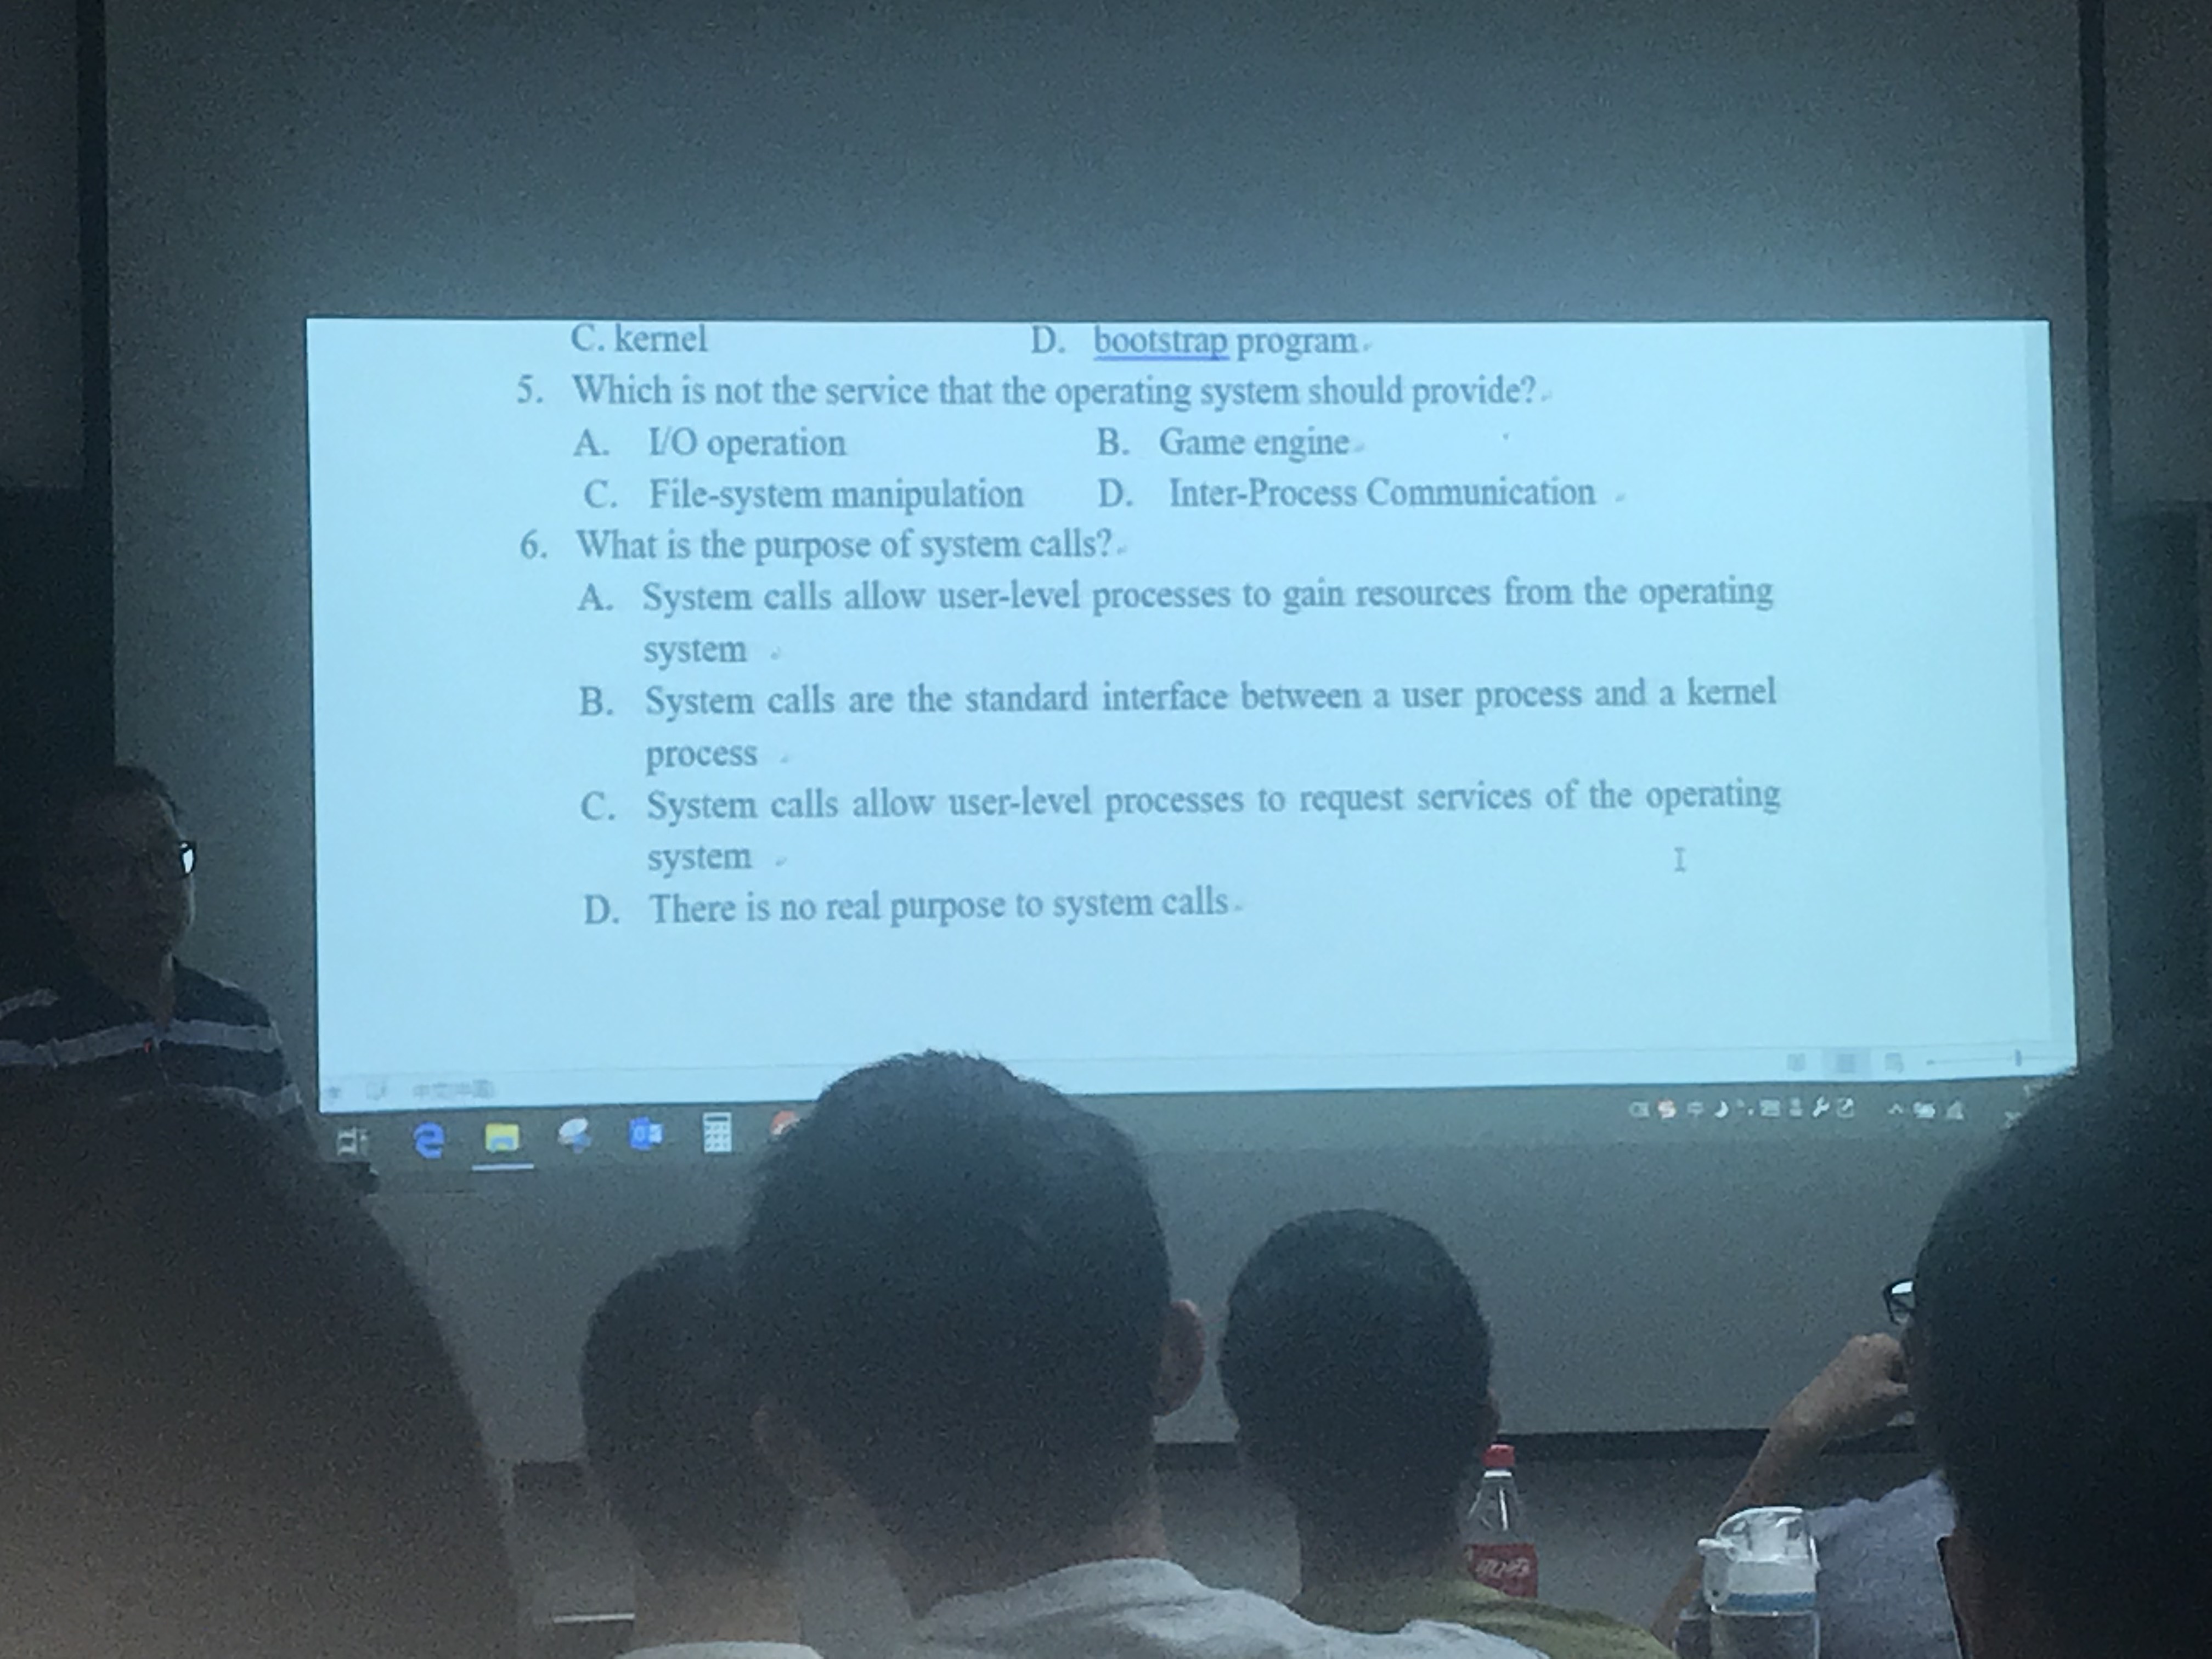 C. kernel D. bootstrap program
5. Which is not the service that the operating system should provide?
A. I/O operation B. Game engine
C. File-system manipulation D. Inter-Process Communication
6. What is the purpose of system calls?
A. System calls allow user-level processes to gain resources from the operating
system
B. System calls are the standard interface between a user process and a kernel
process
C. System calls allow user-level processes to request services of the operating
system
D. There is no real purpose to system calls